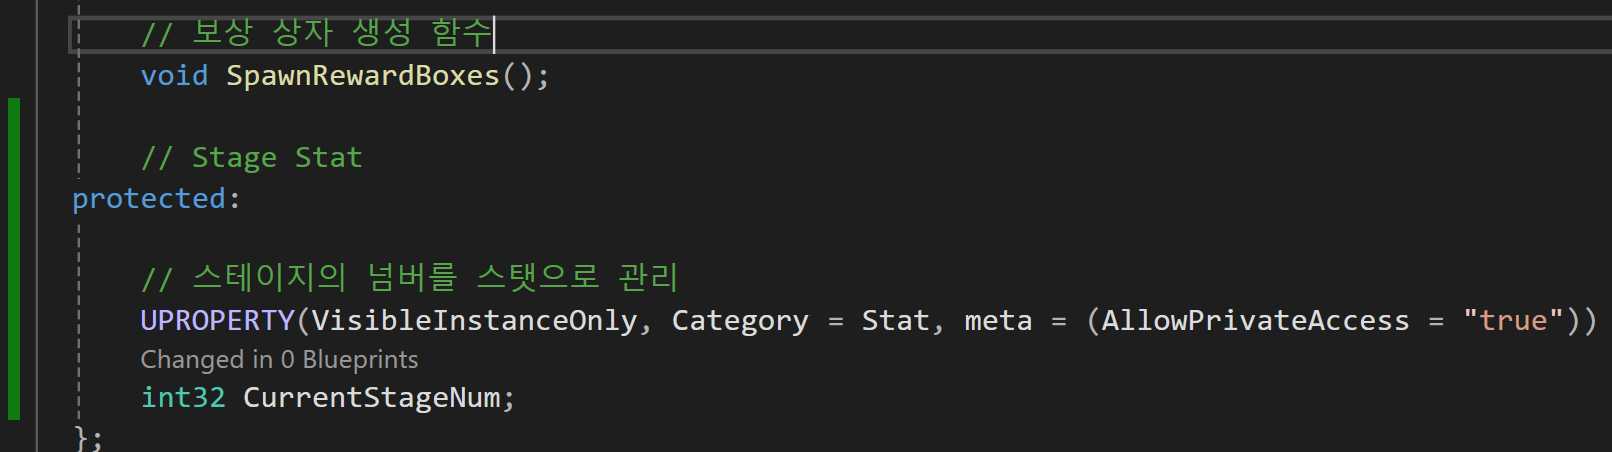 // 보상 상자 생성 함수
void SpawnRewardBoxes();
// Stage Stat
protected:
// 스테이지의 넘버를 스탯으로 관리
UPROPERTY(VisibleInstanceOnly, Category = Stat, meta = (AllowPrivateAccess = "true"))
Changed in 0 Blueprints
int32 CurrentStageNum;
};